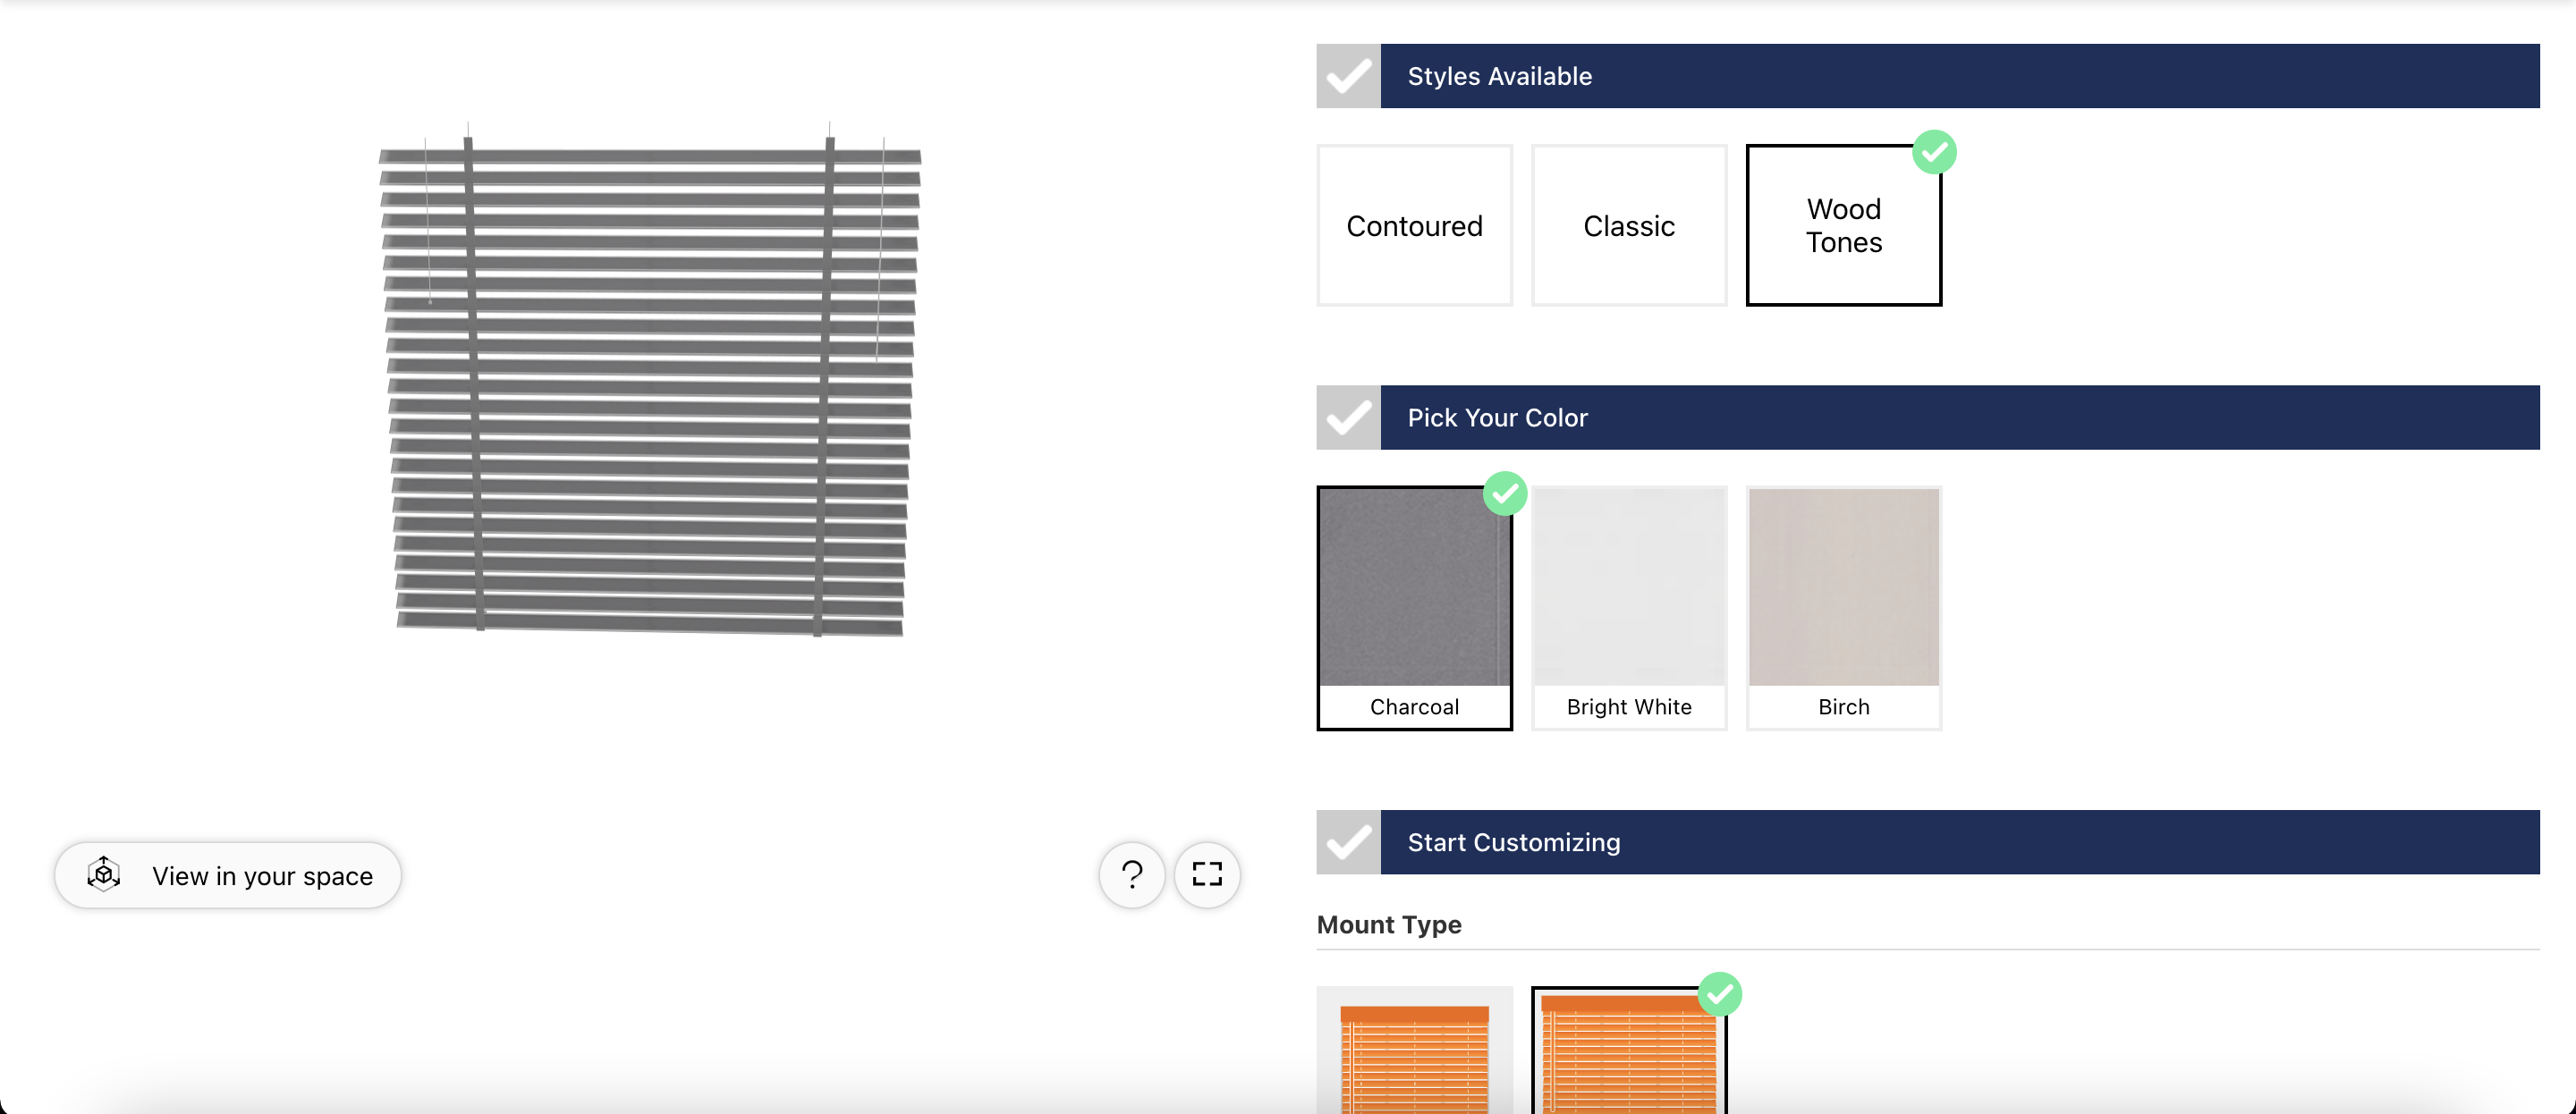 Styles Available
Contoured
Classic
Wood
Tones
Pick Your Color
Charcoal
Bright White
Birch
View in your space
?
Start Customizing
Mount Type